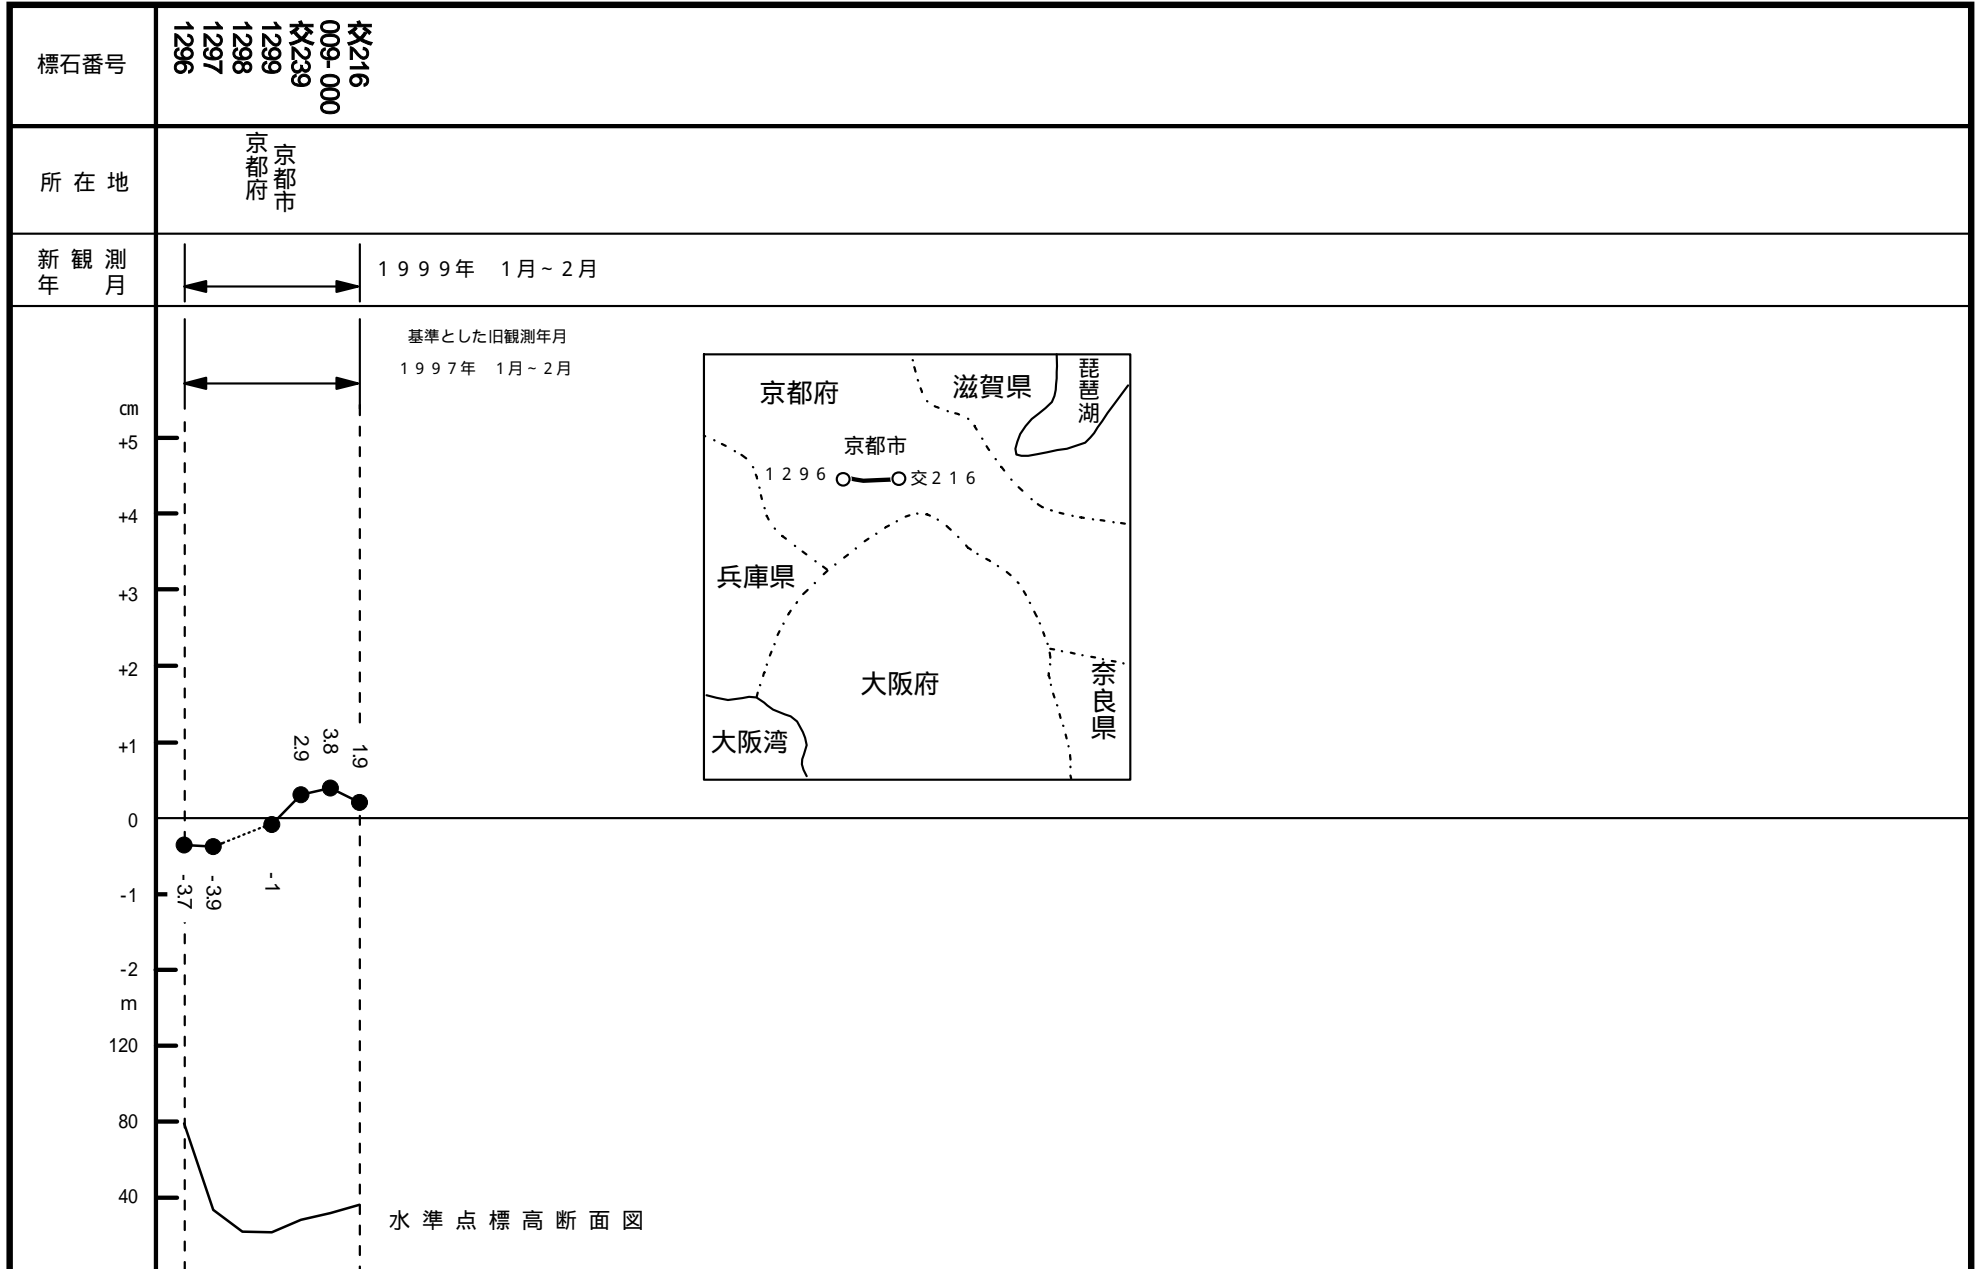 標石番号
1296
1297
1298
1299
交239
009-000
交216
所在地
京都府
京都市
新観測
年 月
1999年 1月~2月
基準とした旧観測年月
1997年 1月~2月
cm
+5
+4
+3
+2
+1
0
-1
-2
-3.7
-3.9
-1
2.9
3.8
1.9
京都府
滋賀県
琵琶湖
京都市
1296
交216
兵庫県
大阪府
奈良県
大阪湾
m
120
80
40
水準点標高断面図